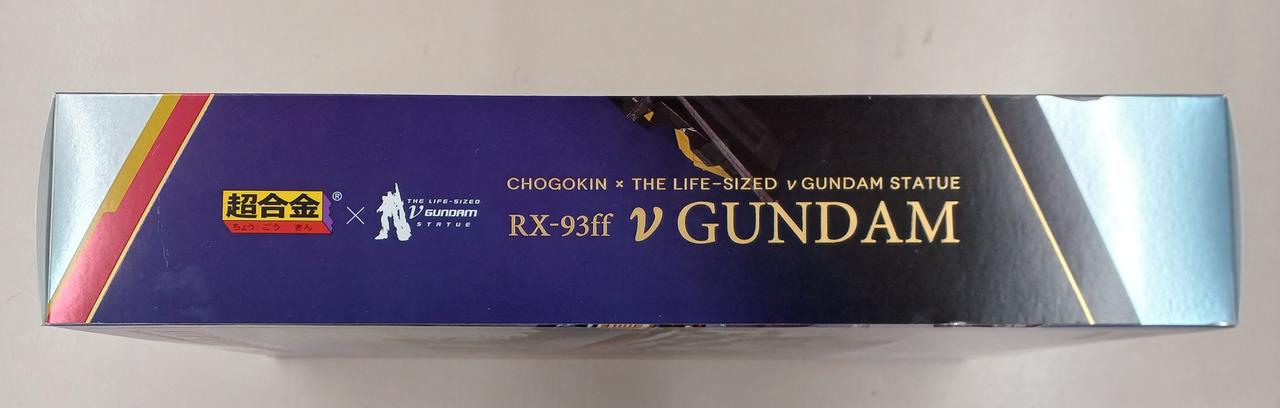 超合金®
ちょう ごう きん
×
THE LIFE-SIZED
ν GUNDAM
STATUE
CHOGOKIN × THE LIFE-SIZED ν GUNDAM STATUE
RX-93ff ν GUNDAM